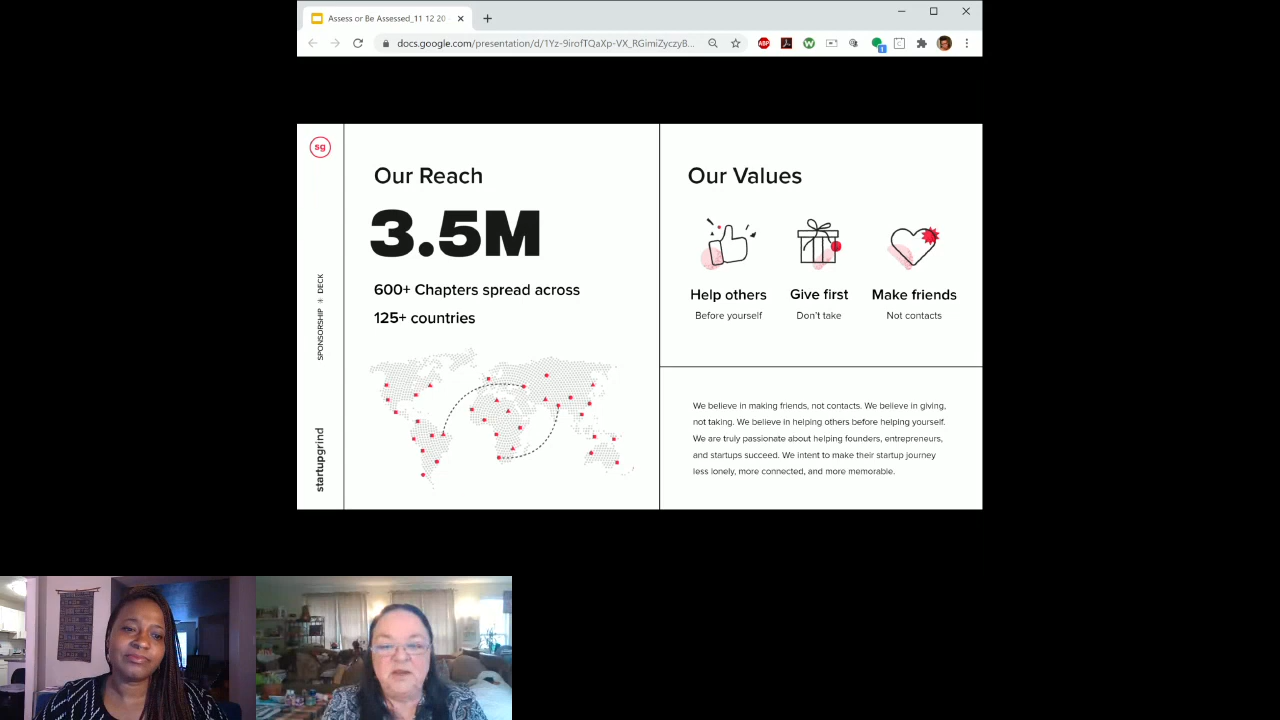 Assess or Be Assessed_11 12 20
docs.google.com/presentation/d/1Yz-9irofTQaXp-VX_RGimiZyczyB...
ABP
W
1
sg
SPONSORSHIP ✳ DECK
startupgrind
Our Reach
3.5M
600+ Chapters spread across
125+ countries
Our Values
Help others
Before yourself
Give first
Don't take
Make friends
Not contacts
We believe in making friends, not contacts. We believe in giving,
not taking. We believe in helping others before helping yourself.
We are truly passionate about helping founders, entrepreneurs,
and startups succeed. We intent to make their startup journey
less lonely, more connected, and more memorable.